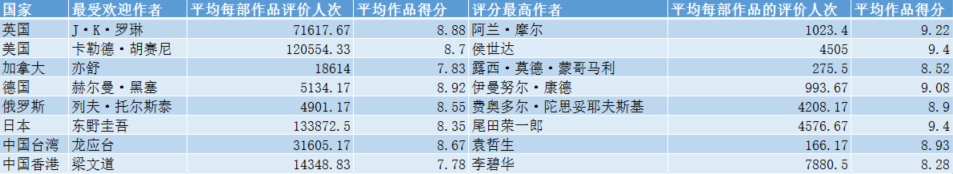 国家 最受欢迎作者 平均每部作品评价人次 平均作品得分 评分最高作者 平均每部作品的评价人次 平均作品得分
英国 J·K·罗琳 71617.67 8.88 阿兰·摩尔 1023.4 9.22
美国 卡勒德·胡赛尼 120554.33 8.7 侯世达 4505 9.4
加拿大 亦舒 18614 7.83 露西·莫德·蒙哥马利 275.5 8.52
德国 赫尔曼·黑塞 5134.17 8.92 伊曼努尔·康德 993.67 9.08
俄罗斯 列夫·托尔斯泰 4901.17 8.55 费奥多尔·陀思妥耶夫斯基 4208.17 8.9
日本 东野圭吾 133872.5 8.35 尾田荣一郎 4576.67 9.4
中国台湾 龙应台 31605.17 8.67 袁哲生 166.17 8.93
中国香港 梁文道 14348.83 7.78 李碧华 7880.5 8.28